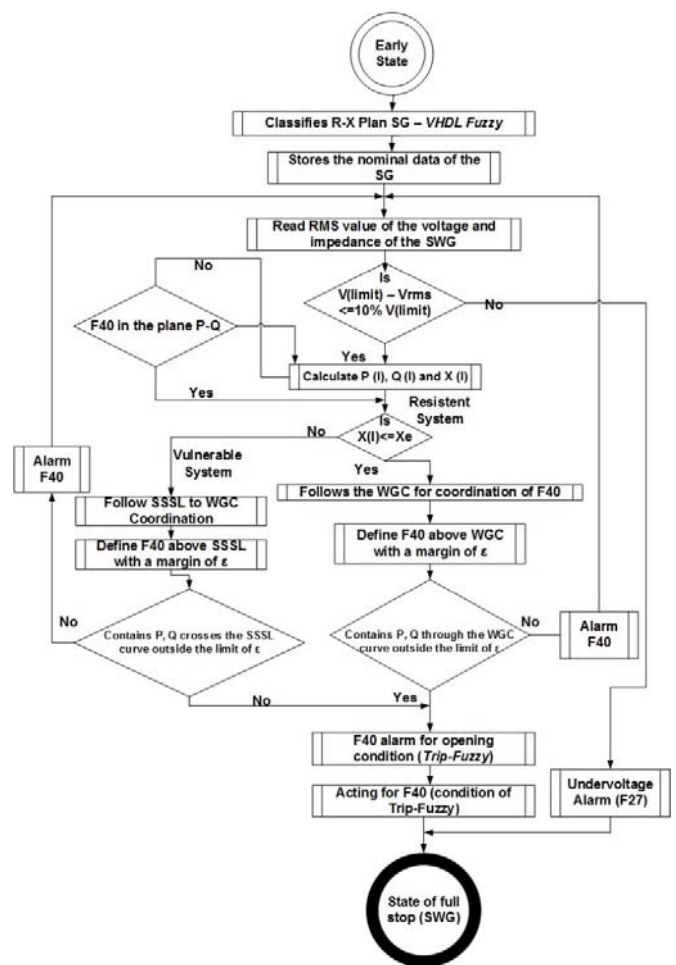 Early
State
Classifies R-X Plan SG – VHDL Fuzzy
Stores the nominal data of the
SG
Read RMS value of the voltage and
impedance of the SWG
No
Is
V(limit) – Vrms
<=10% V(limit)
No
F40 in the plane P-Q
Yes
Calculate P (I), Q (I) and X (I)
Yes
Resistent
System
Is
X(I)<=Xe
No
Vulnerable
System
Yes
Alarm
F40
Follow SSSL to WGC
Coordination
Follows the WGC for coordination of F40
Define F40 above SSSL
with a margin of ε
Define F40 above WGC
with a margin of ε
No
Contains P, Q crosses the SSSL
curve outside the limit of ε
Contains P, Q through the WGC
curve outside the limit of ε
No
Alarm
F40
No
Yes
F40 alarm for opening
condition (Trip-Fuzzy)
Acting for F40 (condition of
Trip-Fuzzy)
Undervoltage
Alarm (F27)
State of full
stop (SWG)